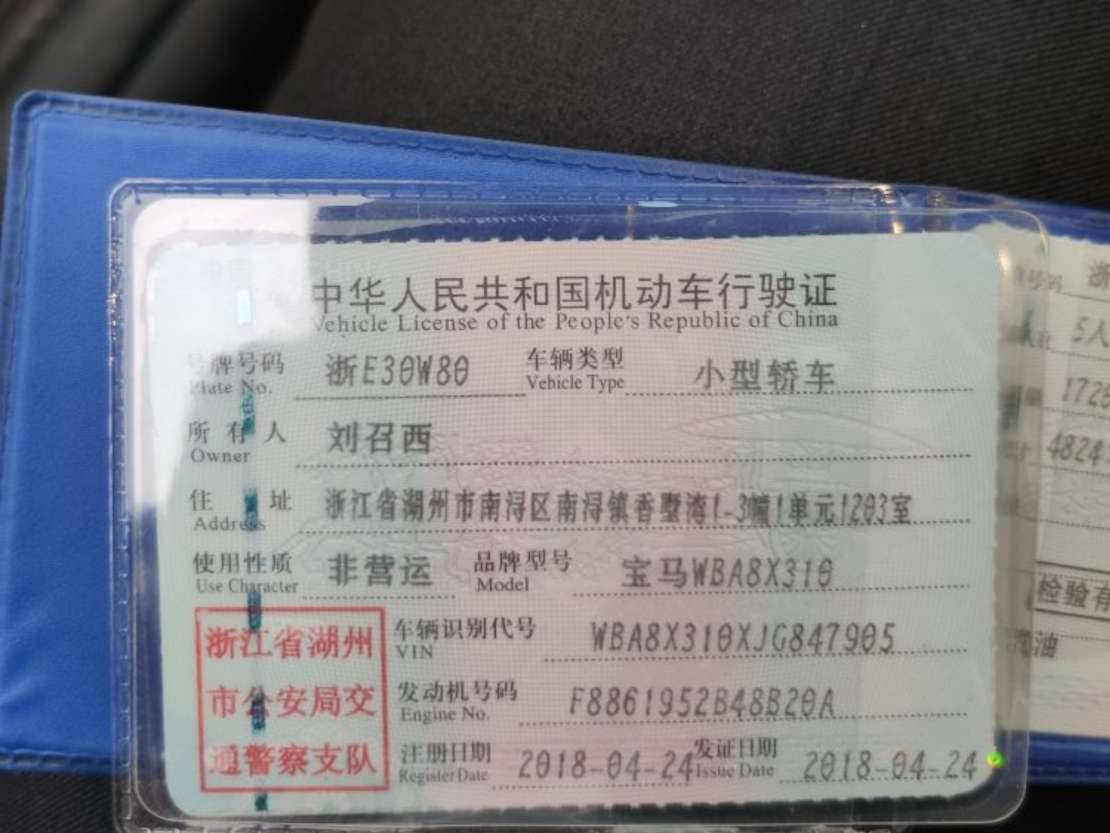 中华人民共和国机动车行驶证
Vehicle License of the People's Republic of China
号牌号码 浙E30W80 车辆类型 小型轿车
Plate No. Vehicle Type
所有人 刘召西
Owner
住址 浙江省湖州市南浔区南浔镇香墅湾1-3幢1单元1203室
Address
使用性质 非营运 品牌型号 宝马WBA8X310
Use Character Model
浙江省湖州
市公安局交
通警察支队
车辆识别代号 WBA8X310XJG847905
VIN
发动机号码 F8861952B48B20A
Engine No.
注册日期 2018-04-24 发证日期 2018-04-24
Register Date Issue Date
浙
5人
172
4824
检验有
汽油